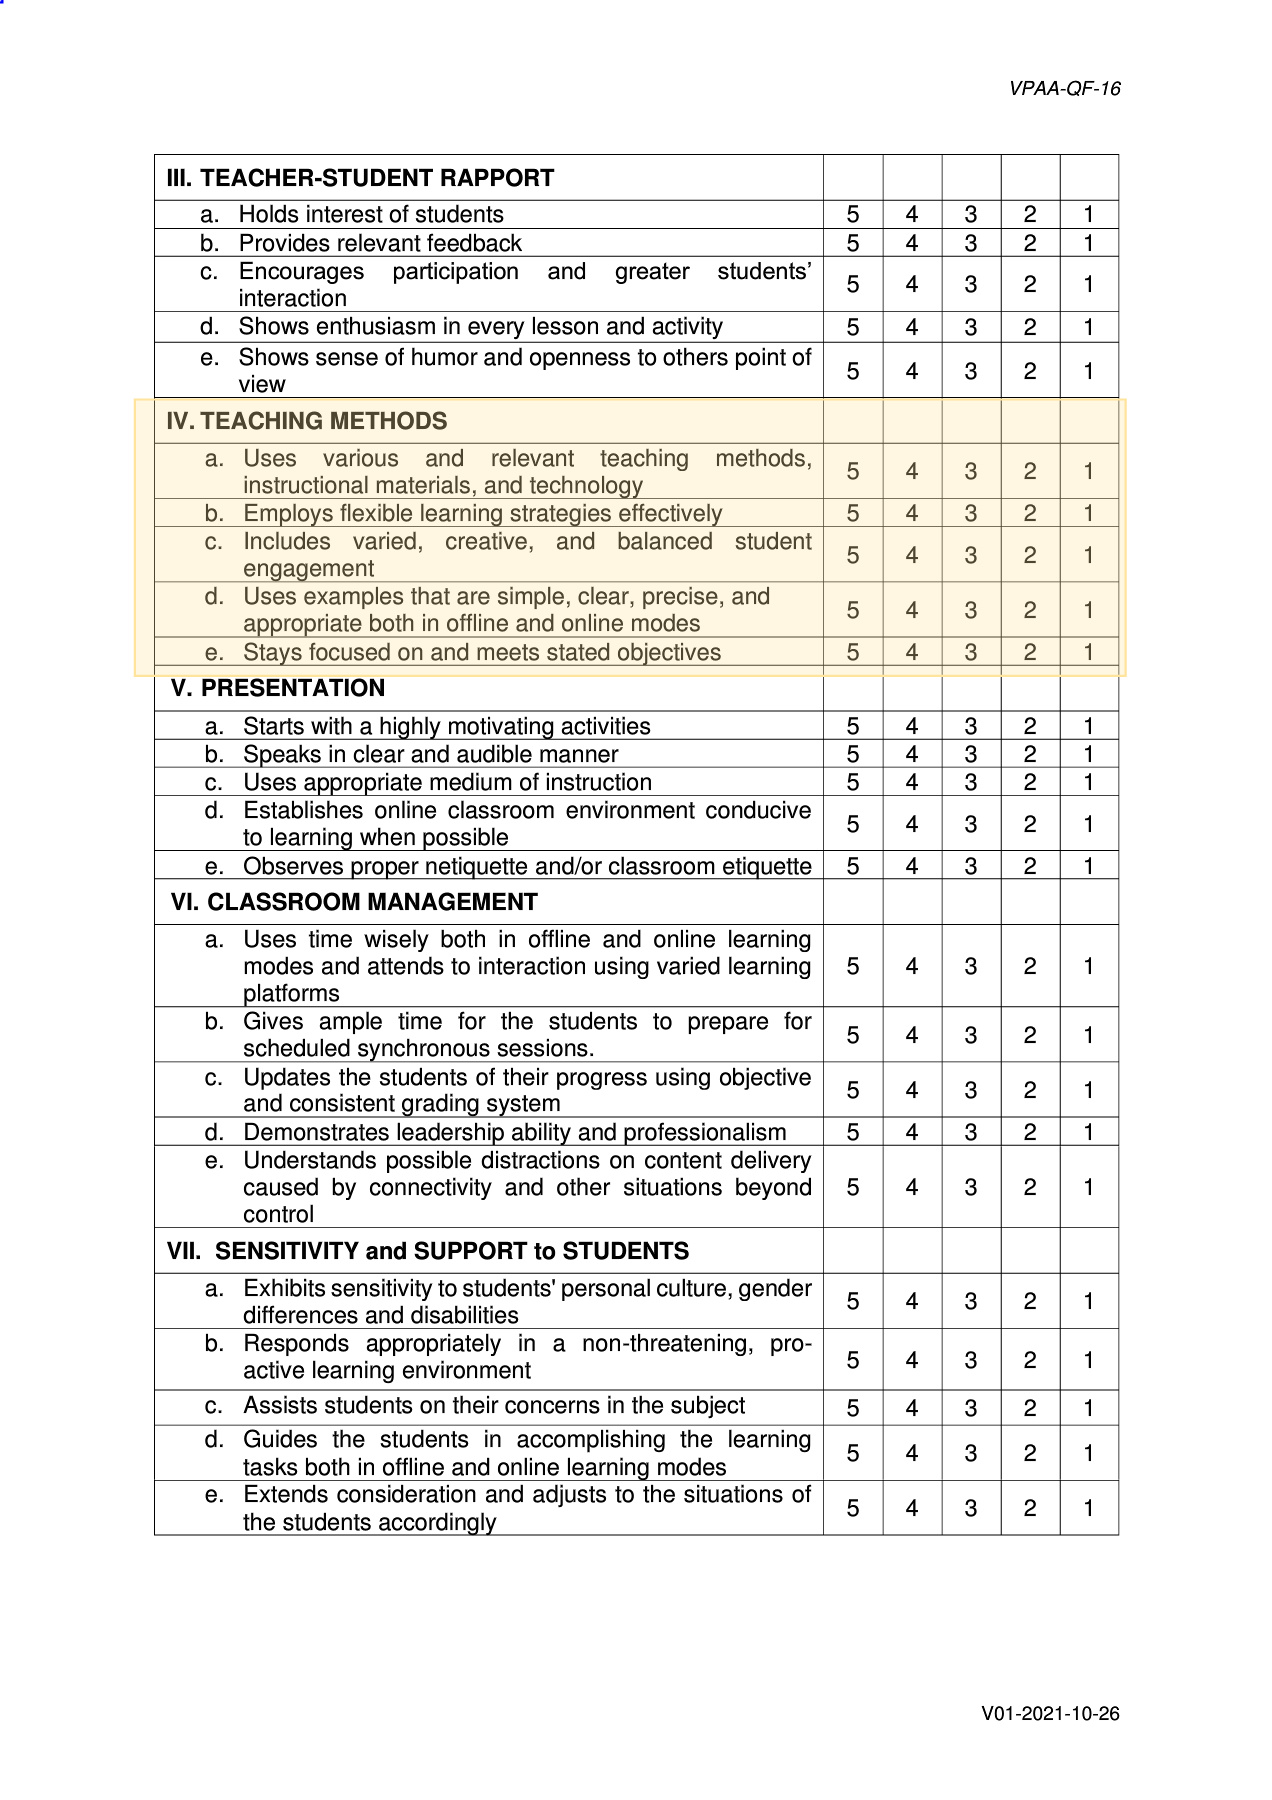 VPAA-QF-16
III. TEACHER-STUDENT RAPPORT
a. Holds interest of students 5 4 3 2 1
b. Provides relevant feedback 5 4 3 2 1
c. Encourages participation and greater students’
interaction 5 4 3 2 1
d. Shows enthusiasm in every lesson and activity 5 4 3 2 1
e. Shows sense of humor and openness to others point of
view 5 4 3 2 1
IV. TEACHING METHODS
a. Uses various and relevant teaching methods,
instructional materials, and technology 5 4 3 2 1
b. Employs flexible learning strategies effectively 5 4 3 2 1
c. Includes varied, creative, and balanced student
engagement 5 4 3 2 1
d. Uses examples that are simple, clear, precise, and
appropriate both in offline and online modes 5 4 3 2 1
e. Stays focused on and meets stated objectives 5 4 3 2 1
V. PRESENTATION
a. Starts with a highly motivating activities 5 4 3 2 1
b. Speaks in clear and audible manner 5 4 3 2 1
c. Uses appropriate medium of instruction 5 4 3 2 1
d. Establishes online classroom environment conducive
to learning when possible 5 4 3 2 1
e. Observes proper netiquette and/or classroom etiquette 5 4 3 2 1
VI. CLASSROOM MANAGEMENT
a. Uses time wisely both in offline and online learning
modes and attends to interaction using varied learning 5 4 3 2 1
platforms
b. Gives ample time for the students to prepare for
scheduled synchronous sessions. 5 4 3 2 1
c. Updates the students of their progress using objective
and consistent grading system 5 4 3 2 1
d. Demonstrates leadership ability and professionalism 5 4 3 2 1
e. Understands possible distractions on content delivery
caused by connectivity and other situations beyond 5 4 3 2 1
control
VII. SENSITIVITY and SUPPORT to STUDENTS
a. Exhibits sensitivity to students' personal culture, gender
differences and disabilities 5 4 3 2 1
b. Responds appropriately in a non-threatening, pro-
active learning environment 5 4 3 2 1
c. Assists students on their concerns in the subject 5 4 3 2 1
d. Guides the students in accomplishing the learning
tasks both in offline and online learning modes 5 4 3 2 1
e. Extends consideration and adjusts to the situations of
the students accordingly 5 4 3 2 1
V01-2021-10-26